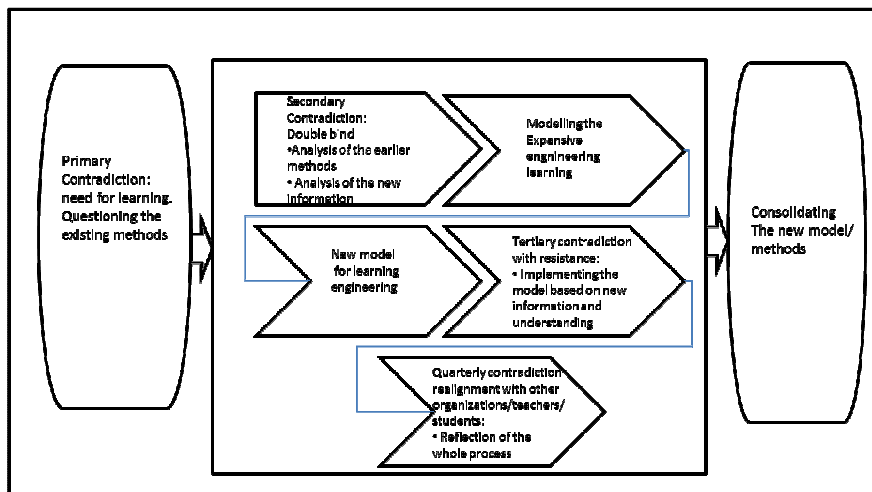 Primary
Contradiction:
need for learning.
Questioning the
existing methods
Secondary
Contradiction:
Double bind
•Analysis of the earlier
methods
• Analysis of the new
information
Modelling the
Expansive
engnineering
learning
New model
for learning
engineering
Tertiary contradiction
with resistance:
• Implementing the
model based on new
information and
understanding
Quarterly contradiction
realignment with other
organizations/teachers/
students:
• Reflection of the
whole process
Consolidating
The new model/
methods